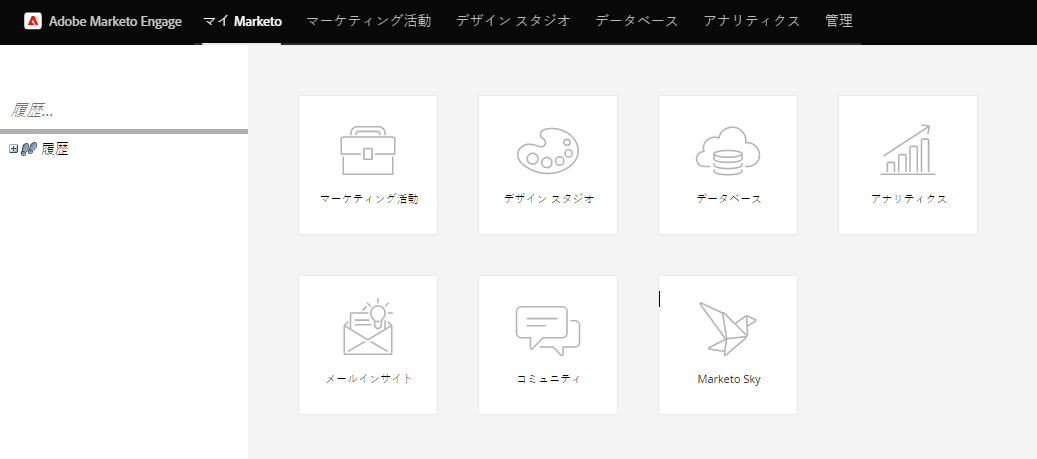 Adobe Marketo Engage マイ Marketo マーケティング活動 デザイン スタジオ データベース アナリティクス 管理
履歴...
履歴
マーケティング活動 デザイン スタジオ データベース アナリティクス
メールインサイト コミュニティ Marketo Sky